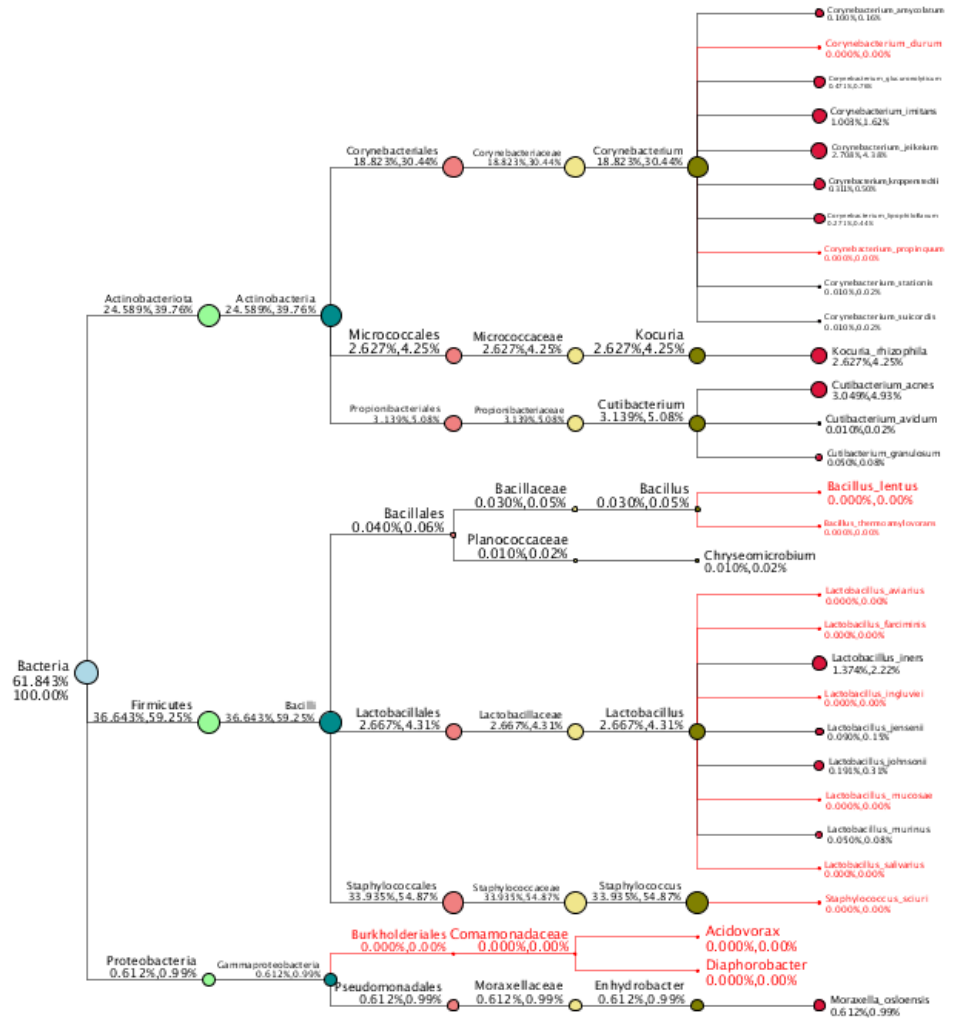 Corynebacterium_amycolatum
0.100%,0.16%
Corynebacterium_durum
0.000%,0.00%
Corynebacterium_glucuronolyticum
0.471%,0.76%
Corynebacterium_imitans
1.003%,1.62%
Corynebacteriales
18.823%,30.44%
Corynebacteriaceae
18.823%,30.44%
Corynebacterium
18.823%,30.44%
Corynebacterium_jeikeium
2.708%,4.38%
Corynebacterium_kroppenstedtii
0.311%,0.50%
Corynebacterium_lipophiloflavum
0.271%,0.44%
Corynebacterium_propinquum
0.000%,0.00%
Corynebacterium_stationis
0.010%,0.02%
Actinobacteriota
24.589%,39.76%
Actinobacteria
24.589%,39.76%
Corynebacterium_suicordis
0.010%,0.02%
Micrococcales
2.627%,4.25%
Micrococcaceae
2.627%,4.25%
Kocuria
2.627%,4.25%
Kocuria_rhizophila
2.627%,4.25%
Cutibacterium_acnes
3.049%,4.93%
Propionibacteriales
3.139%,5.08%
Propionibacteriaceae
3.139%,5.08%
Cutibacterium
3.139%,5.08%
Cutibacterium_avidum
0.010%,0.02%
Cutibacterium_granulosum
0.050%,0.08%
Bacillales
0.040%,0.06%
Bacillaceae
0.030%,0.05%
Bacillus
0.030%,0.05%
Bacillus_lentus
0.000%,0.00%
Bacillus_thermoamylovorans
0.000%,0.00%
Planococcaceae
0.010%,0.02%
Chryseomicrobium
0.010%,0.02%
Lactobacillus_aviarius
0.000%,0.00%
Lactobacillus_farciminis
0.000%,0.00%
Bacteria
61.843%
100.00%
Lactobacillus_iners
1.374%,2.22%
Lactobacillus_ingluviei
0.000%,0.00%
Firmicutes
36.643%,59.25%
Bacilli
36.643%,59.25%
Lactobacillales
2.667%,4.31%
Lactobacillaceae
2.667%,4.31%
Lactobacillus
2.667%,4.31%
Lactobacillus_jensenii
0.090%,0.15%
Lactobacillus_johnsonii
0.191%,0.31%
Lactobacillus_mucosae
0.000%,0.00%
Lactobacillus_murinus
0.050%,0.08%
Lactobacillus_salivarius
0.000%,0.00%
Staphylococcales
33.935%,54.87%
Staphylococcaceae
33.935%,54.87%
Staphylococcus
33.935%,54.87%
Staphylococcus_sciuri
0.000%,0.00%
Burkholderiales
0.000%,0.00%
Comamonadaceae
0.000%,0.00%
Acidovorax
0.000%,0.00%
Diaphorobacter
0.000%,0.00%
Proteobacteria
0.612%,0.99%
Gammaproteobacteria
0.612%,0.99%
Pseudomonadales
0.612%,0.99%
Moraxellaceae
0.612%,0.99%
Enhydrobacter
0.612%,0.99%
Moraxella_osloensis
0.612%,0.99%